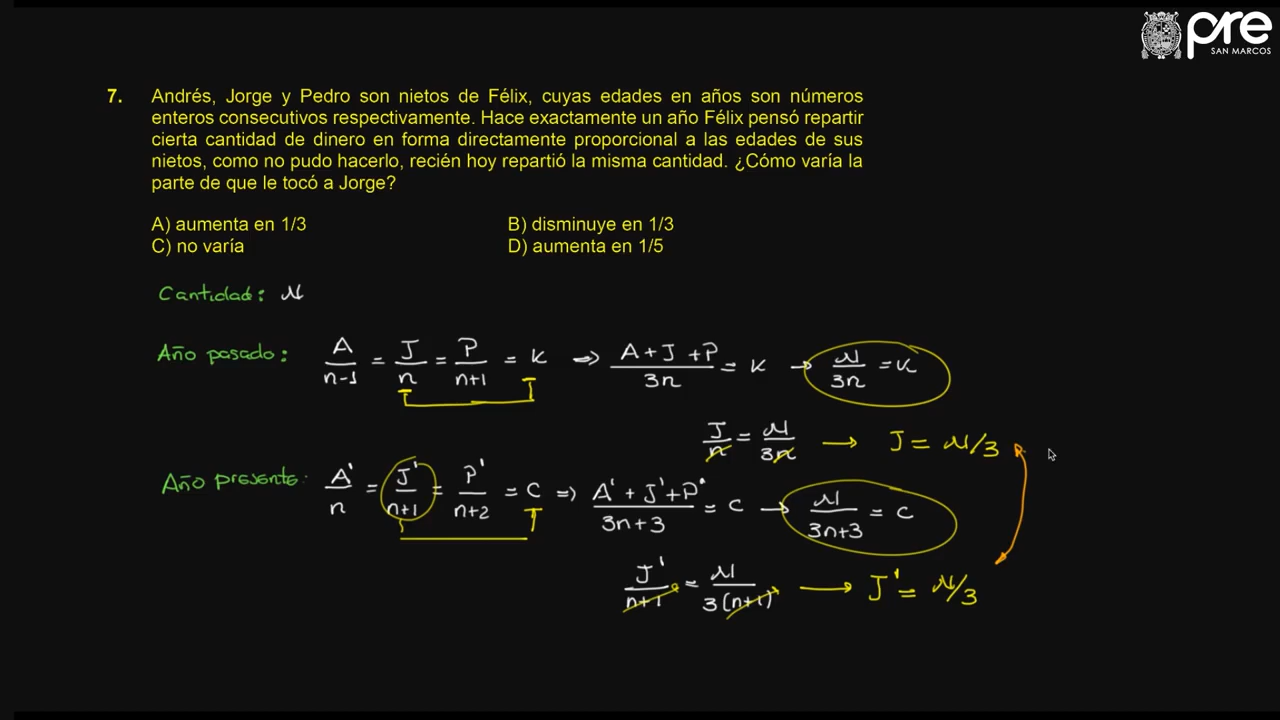 pre
SAN MARCOS
7. Andrés, Jorge y Pedro son nietos de Félix, cuyas edades en años son números
enteros consecutivos respectivamente. Hace exactamente un año Félix pensó repartir
cierta cantidad de dinero en forma directamente proporcional a las edades de sus
nietos, como no pudo hacerlo, recién hoy repartió la misma cantidad. ¿Cómo varía la
parte de que le tocó a Jorge?
A) aumenta en 1/3 B) disminuye en 1/3
C) no varía D) aumenta en 1/5
Cantidad: N
Año pasado: A/(n-1) = J/n = P/(n+1) = K => (A+J+P)/3n = K → N/3n = K
J/n = N/3n → J = N/3
Año presente: A'/n = J'/(n+1) = P'/(n+2) = C => (A'+J'+P')/(3n+3) = C → N/(3n+3) = C
J'/(n+1) = N/3(n+1) → J' = N/3